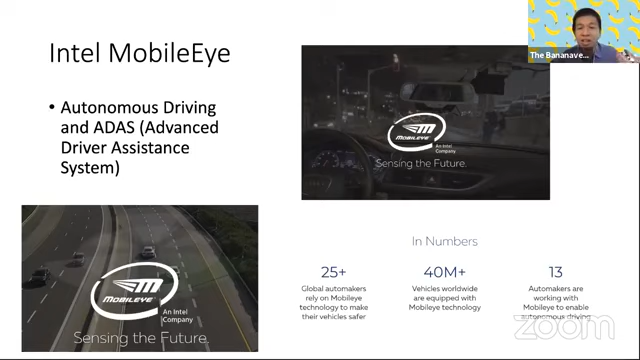 Intel MobileEye
The Bananave...
• Autonomous Driving
and ADAS (Advanced
Driver Assistance
System)
MOBILEYE
An Intel
Company
Sensing the Future.
MOBILEYE
An Intel
Company
Sensing the Future.
In Numbers
25+
Global automakers
rely on Mobileye
technology to make
their vehicles safer
40M+
Vehicles worldwide
are equipped with
Mobileye technology
13
Automakers are
working with
Mobileye to enable
autonomous driving
zoom